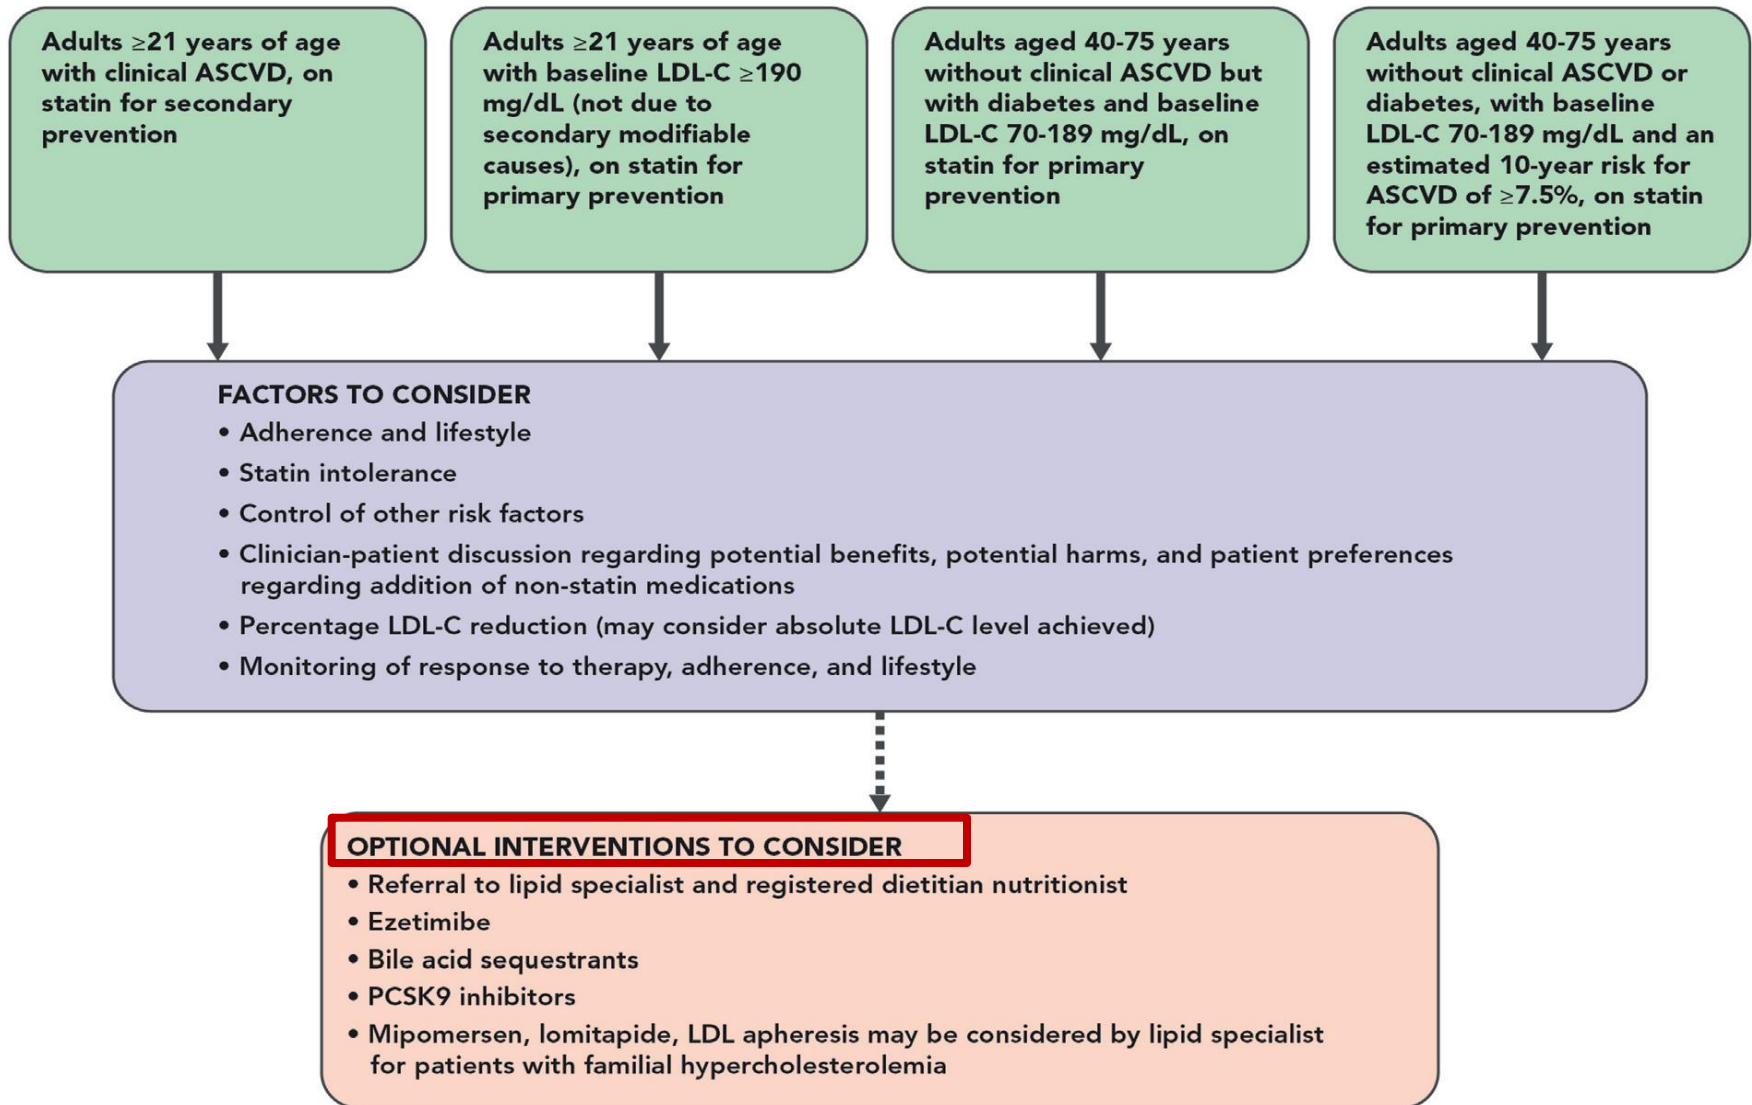 Adults ≥21 years of age
with clinical ASCVD, on
statin for secondary
prevention
Adults ≥21 years of age
with baseline LDL-C ≥190
mg/dL (not due to
secondary modifiable
causes), on statin for
primary prevention
Adults aged 40-75 years
without clinical ASCVD but
with diabetes and baseline
LDL-C 70-189 mg/dL, on
statin for primary
prevention
Adults aged 40-75 years
without clinical ASCVD or
diabetes, with baseline
LDL-C 70-189 mg/dL and an
estimated 10-year risk for
ASCVD of ≥7.5%, on statin
for primary prevention
FACTORS TO CONSIDER
• Adherence and lifestyle
• Statin intolerance
• Control of other risk factors
• Clinician-patient discussion regarding potential benefits, potential harms, and patient preferences
regarding addition of non-statin medications
• Percentage LDL-C reduction (may consider absolute LDL-C level achieved)
• Monitoring of response to therapy, adherence, and lifestyle
OPTIONAL INTERVENTIONS TO CONSIDER
• Referral to lipid specialist and registered dietitian nutritionist
• Ezetimibe
• Bile acid sequestrants
• PCSK9 inhibitors
• Mipomersen, lomitapide, LDL apheresis may be considered by lipid specialist
for patients with familial hypercholesterolemia